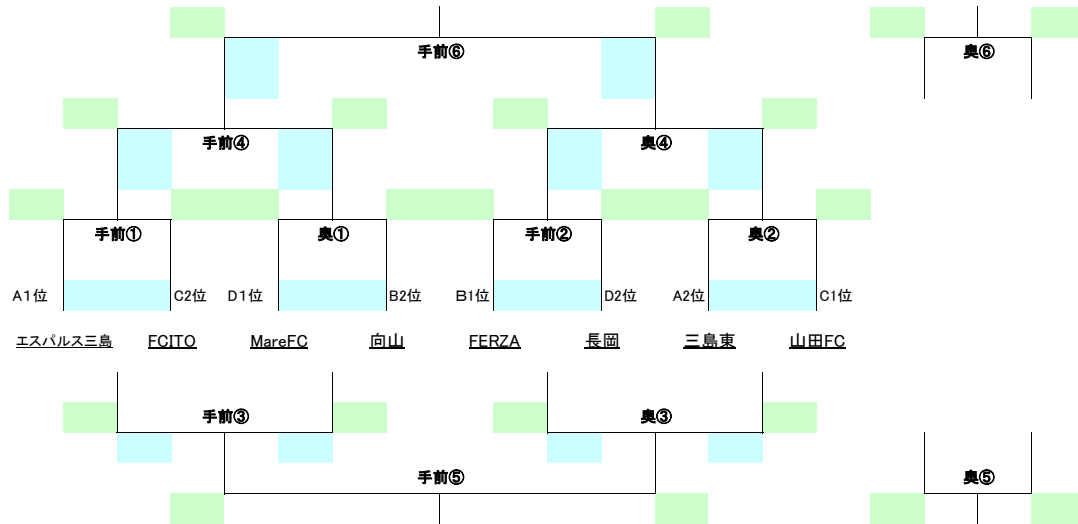 手前⑥ 奥⑥
手前④ 奥④
手前① 奥① 手前② 奥②
A1位 C2位 D1位 B2位 B1位 D2位 A2位 C1位
エスパルス三島 FCITO MareFC 向山 FERZA 長岡 三島東 山田FC
手前③ 奥③
手前⑤ 奥⑤